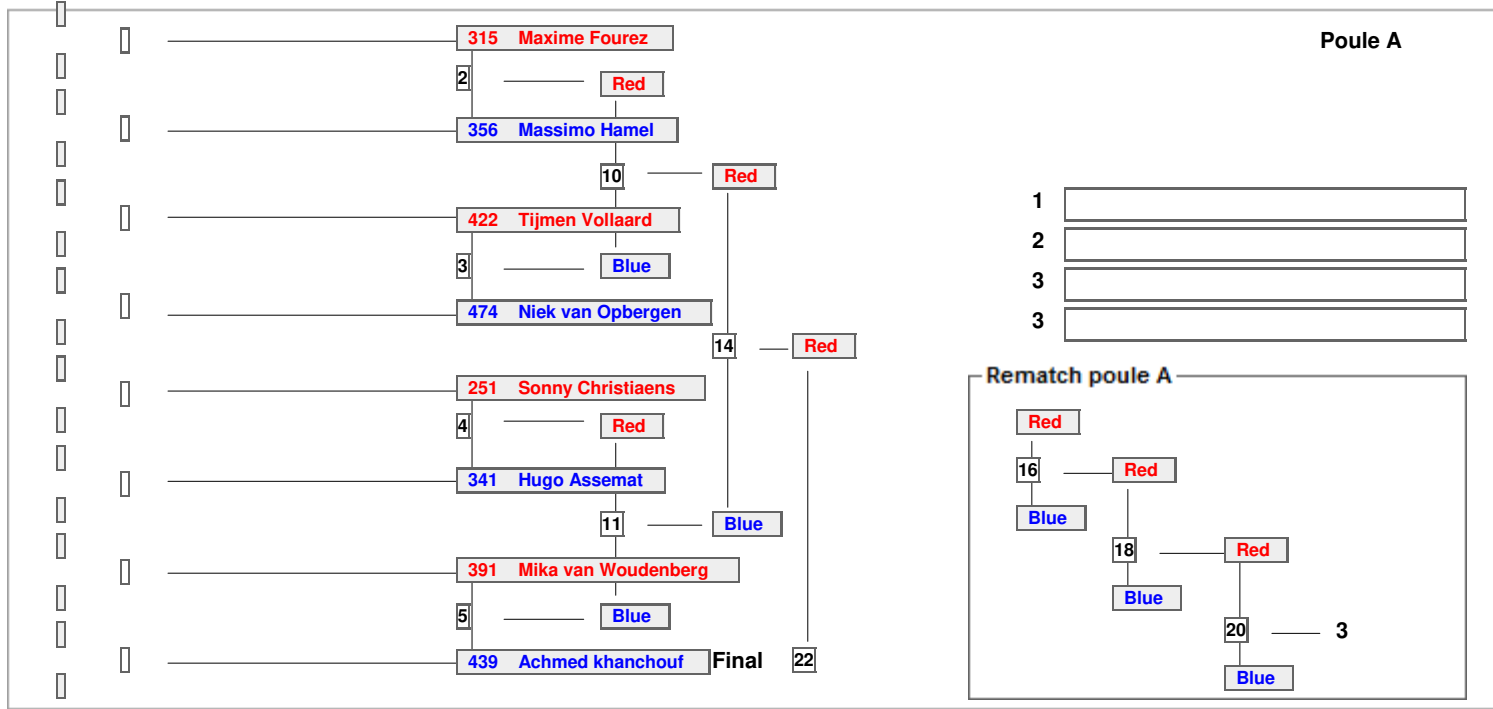 315 Maxime Fourez
Poule A
2 Red
356 Massimo Hamel
10 Red
422 Tijmen Vollaard
3 Blue
474 Niek van Opbergen
14 Red
251 Sonny Christiaens
4 Red
341 Hugo Assemat
11 Blue
391 Mika van Woudenberg
5 Blue
439 Achmed khanchouf Final 22
1
2
3
3
Rematch poule A
Red
16 Red
Blue
18 Red
Blue
20 3
Blue